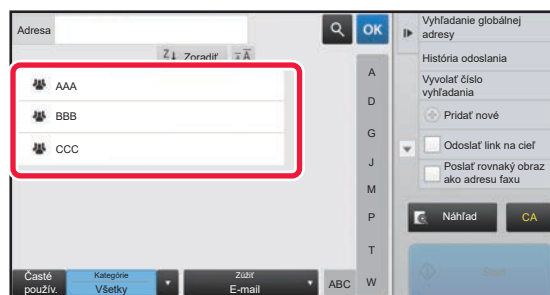 Adresa
OK
Z↓ Zoradiť
AAA
BBB
CCC
A
D
G
J
M
P
T
W
Časté
použív.
Kategórie
Všetky
Zúžiť
E-mail
ABC
Vyhľadanie globálnej
adresy
História odoslania
Vyvolať číslo
vyhľadania
Pridať nové
Odoslať link na cieľ
Poslať rovnaký obraz
ako adresu faxu
Náhľad
CA
Štart